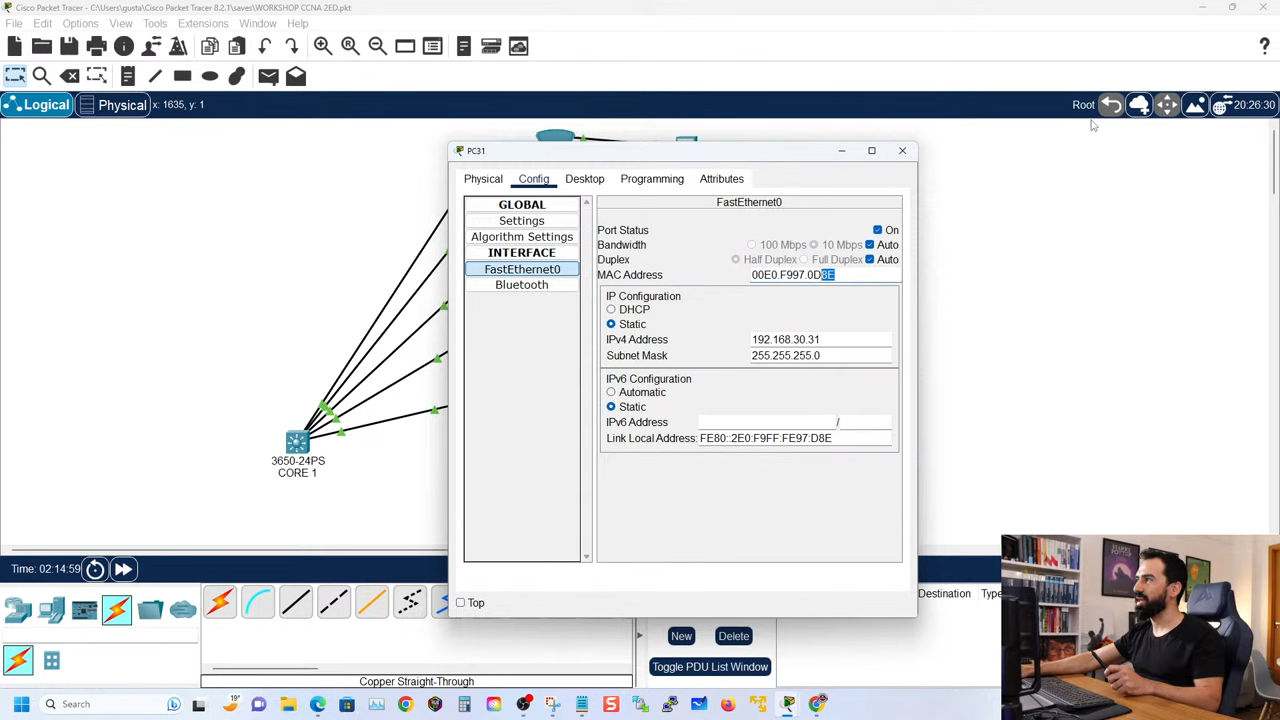 Cisco Packet Tracer - C:\Users\gusta\Cisco Packet Tracer 8.2.1\saves\WORKSHOP CCNA 2ED.pkt
File Edit Options View Tools Extensions Window Help
Logical Physical x: 1635, y: 1 Root 20:26:30
PC31
Physical Config Desktop Programming Attributes
GLOBAL
Settings
Algorithm Settings
INTERFACE
FastEthernet0
Bluetooth
FastEthernet0
Port Status On
Bandwidth 100 Mbps 10 Mbps Auto
Duplex Half Duplex Full Duplex Auto
MAC Address 00E0.F997.0D8E
IP Configuration
DHCP
Static
IPv4 Address 192.168.30.31
Subnet Mask 255.255.255.0
IPv6 Configuration
Automatic
Static
IPv6 Address /
Link Local Address: FE80::2E0:F9FF:FE97:D8E
Top
3650-24PS
CORE 1
Time: 02:14:59
Destination Type
New Delete
Toggle PDU List Window
Copper Straight-Through
Search
19°